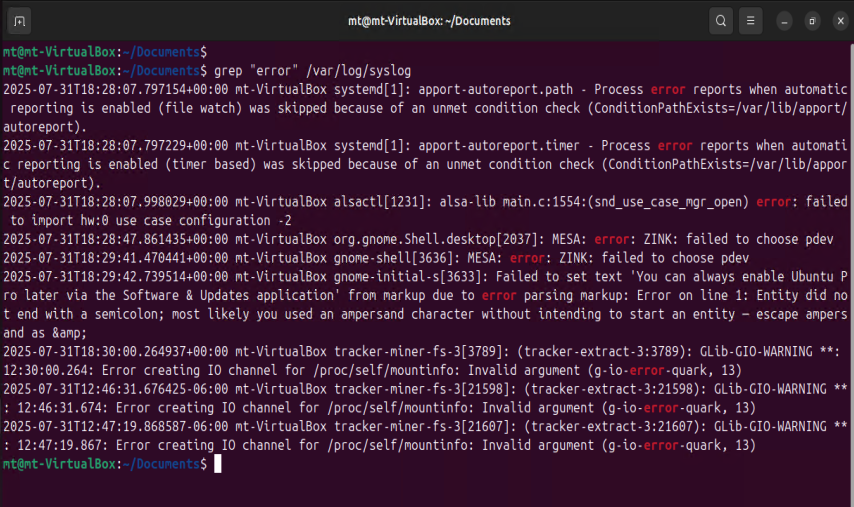 mt@mt-VirtualBox: ~/Documents
mt@mt-VirtualBox:~/Documents$
mt@mt-VirtualBox:~/Documents$ grep "error" /var/log/syslog
2025-07-31T18:28:07.797154+00:00 mt-VirtualBox systemd[1]: apport-autoreport.path - Process error reports when automatic
 reporting is enabled (file watch) was skipped because of an unmet condition check (ConditionPathExists=/var/lib/apport/
autoreport).
2025-07-31T18:28:07.797229+00:00 mt-VirtualBox systemd[1]: apport-autoreport.timer - Process error reports when automati
c reporting is enabled (timer based) was skipped because of an unmet condition check (ConditionPathExists=/var/lib/appor
t/autoreport).
2025-07-31T18:28:07.998029+00:00 mt-VirtualBox alsactl[1231]: alsa-lib main.c:1554:(snd_use_case_mgr_open) error: failed
 to import hw:0 use case configuration -2
2025-07-31T18:28:47.861435+00:00 mt-VirtualBox org.gnome.Shell.desktop[2037]: MESA: error: ZINK: failed to choose pdev
2025-07-31T18:29:41.470441+00:00 mt-VirtualBox gnome-shell[3636]: MESA: error: ZINK: failed to choose pdev
2025-07-31T18:29:42.739514+00:00 mt-VirtualBox gnome-initial-s[3633]: Failed to set text 'You can always enable Ubuntu P
ro later via the Software & Updates application' from markup due to error parsing markup: Error on line 1: Entity did no
t end with a semicolon; most likely you used an ampersand character without intending to start an entity — escape ampers
and as &amp;
2025-07-31T18:30:00.264937+00:00 mt-VirtualBox tracker-miner-fs-3[3789]: (tracker-extract-3:3789): GLib-GIO-WARNING **:
12:30:00.264: Error creating IO channel for /proc/self/mountinfo: Invalid argument (g-io-error-quark, 13)
2025-07-31T12:46:31.676425-06:00 mt-VirtualBox tracker-miner-fs-3[21598]: (tracker-extract-3:21598): GLib-GIO-WARNING **
: 12:46:31.674: Error creating IO channel for /proc/self/mountinfo: Invalid argument (g-io-error-quark, 13)
2025-07-31T12:47:19.868587-06:00 mt-VirtualBox tracker-miner-fs-3[21607]: (tracker-extract-3:21607): GLib-GIO-WARNING **
: 12:47:19.867: Error creating IO channel for /proc/self/mountinfo: Invalid argument (g-io-error-quark, 13)
mt@mt-VirtualBox:~/Documents$